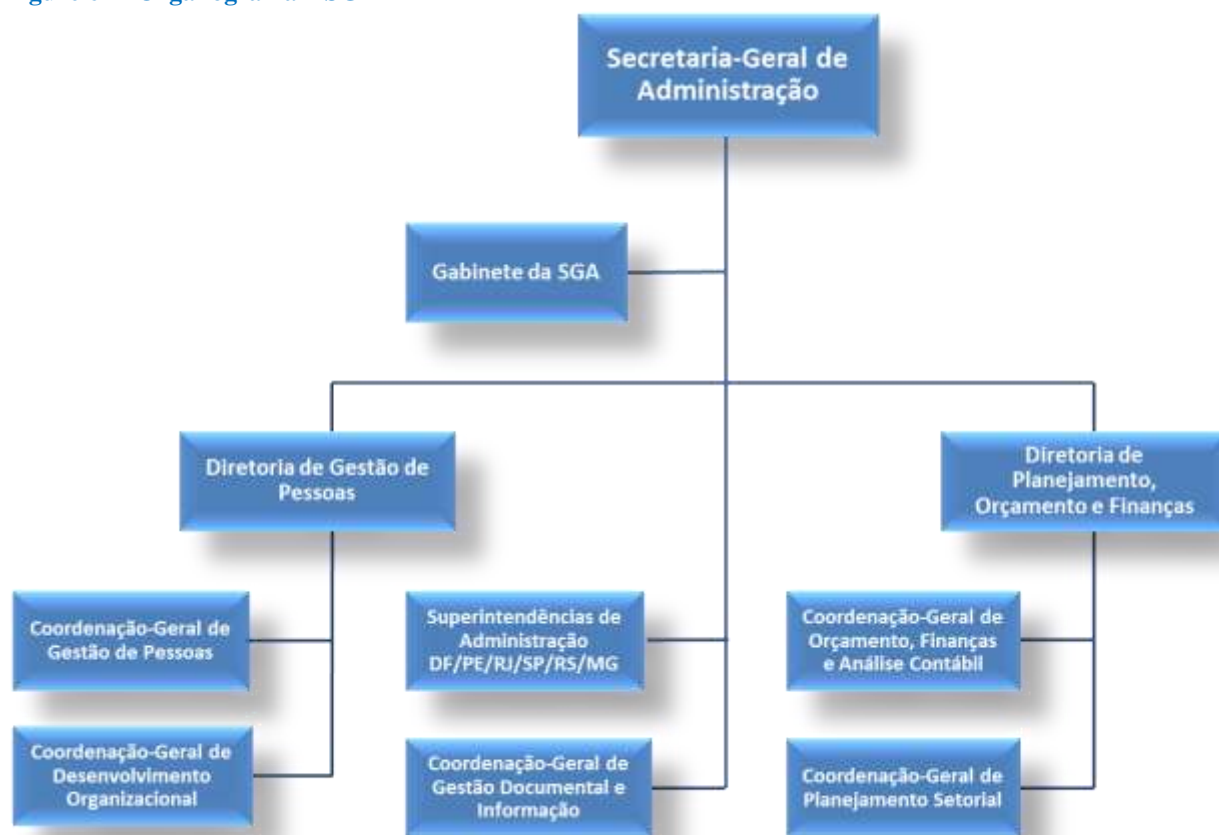 Secretaria-Geral de
Administração
Gabinete da SGA
Diretoria de Gestão de
Pessoas
Diretoria de
Planejamento,
Orçamento e Finanças
Coordenação-Geral de
Gestão de Pessoas
Superintendências de
Administração
DF/PE/RJ/SP/RS/MG
Coordenação-Geral de
Orçamento, Finanças
e Análise Contábil
Coordenação-Geral de
Desenvolvimento
Organizacional
Coordenação-Geral de
Gestão Documental e
Informação
Coordenação-Geral de
Planejamento Setorial